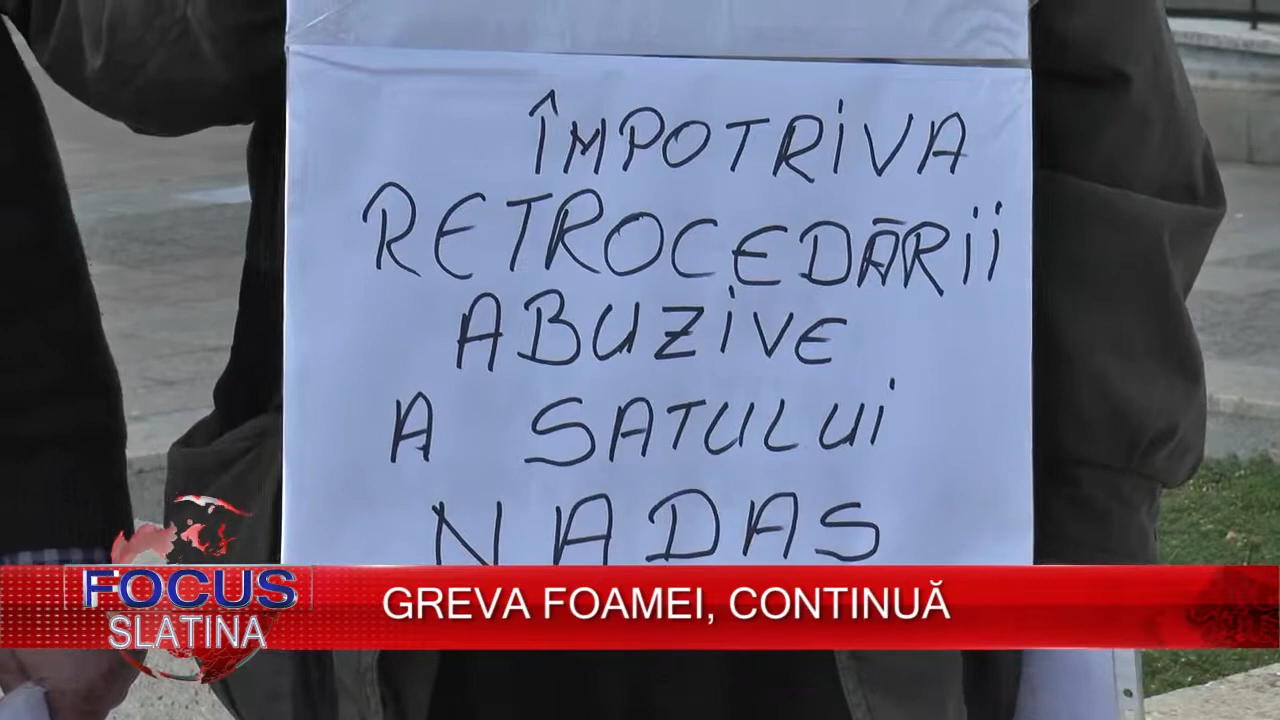 ÎMPOTRIVA
RETROCEDĂRII
ABUZIVE
A SATULUI
NADAS
FOCUS
SLATINA
GREVA FOAMEI, CONTINUĂ